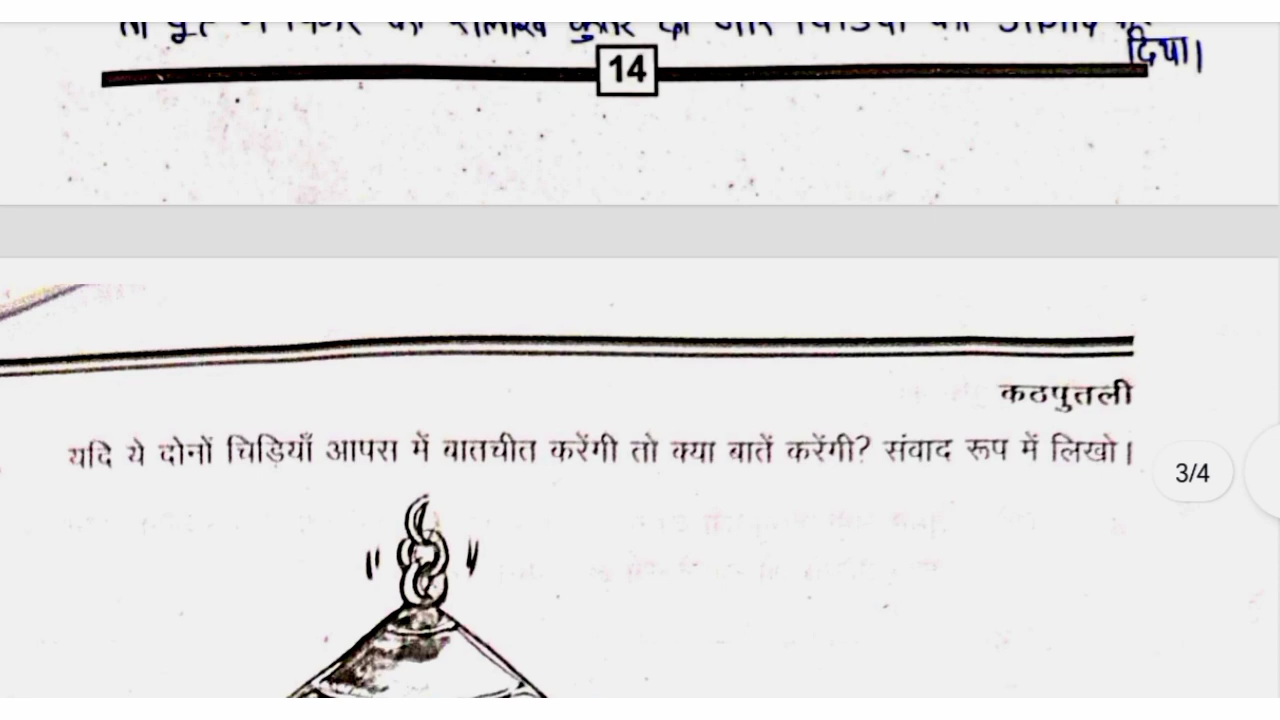 दिया।
14
कठपुतली
यदि ये दोनों चिड़ियाँ आपस में बातचीत करेंगी तो क्या बातें करेंगी? संवाद रूप में लिखो।
3/4